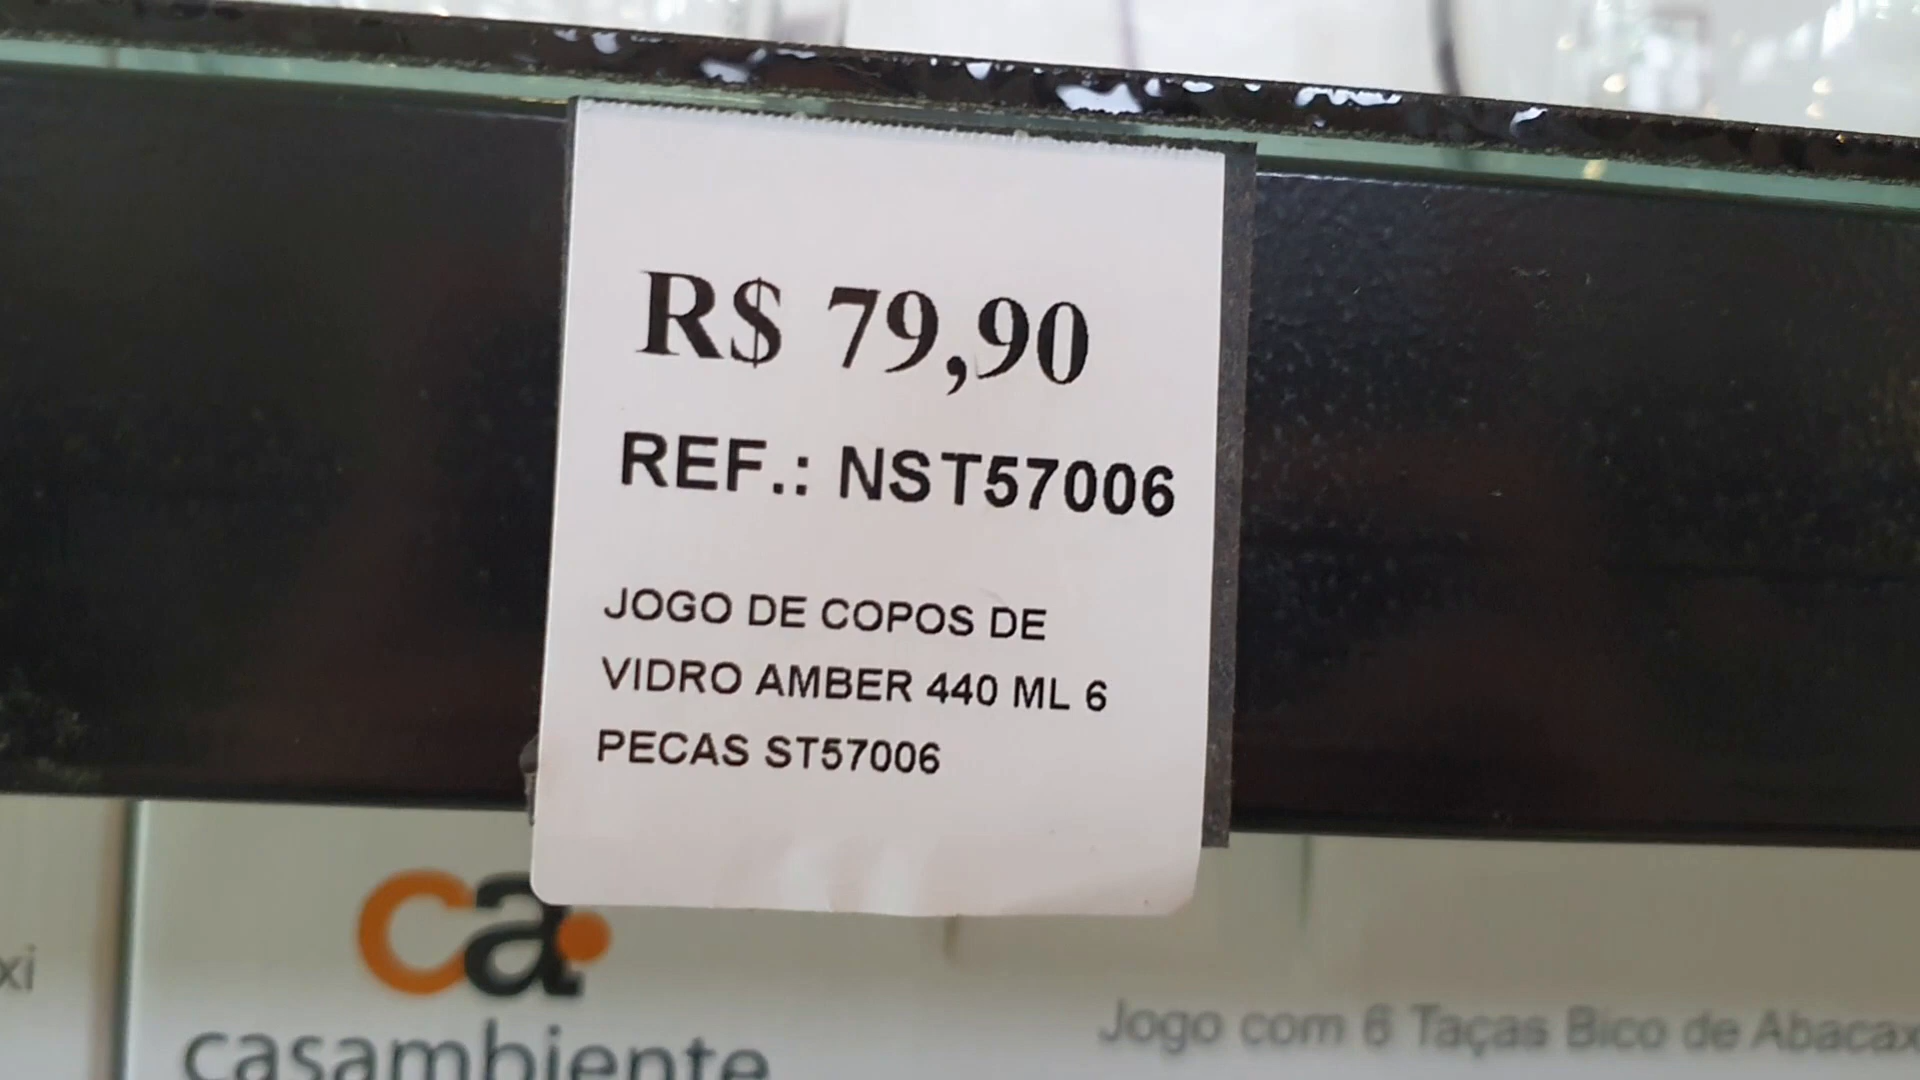 R$ 79,90
REF.: NST57006
JOGO DE COPOS DE
VIDRO AMBER 440 ML 6
PECAS ST57006
xi
ca
casambiente
Jogo com 6 Taças Bico de Abacax